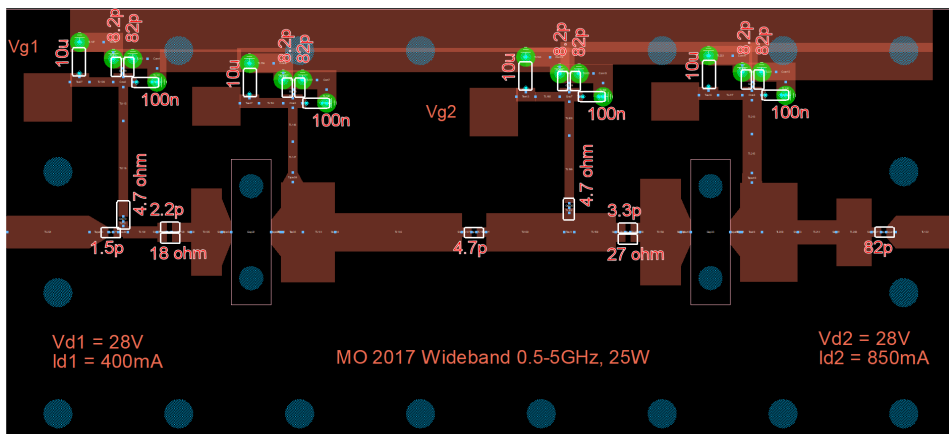 Vg1
10u
8.2p
82p
100n
10u
8.2p
82p
100n
Vg2
10u
8.2p
82p
100n
10u
8.2p
82p
100n
4.7 ohm
2.2p
1.5p
18 ohm
4.7p
4.7 ohm
3.3p
27 ohm
82p
Vd1 = 28V
Id1 = 400mA
MO 2017 Wideband 0.5-5GHz, 25W
Vd2 = 28V
Id2 = 850mA